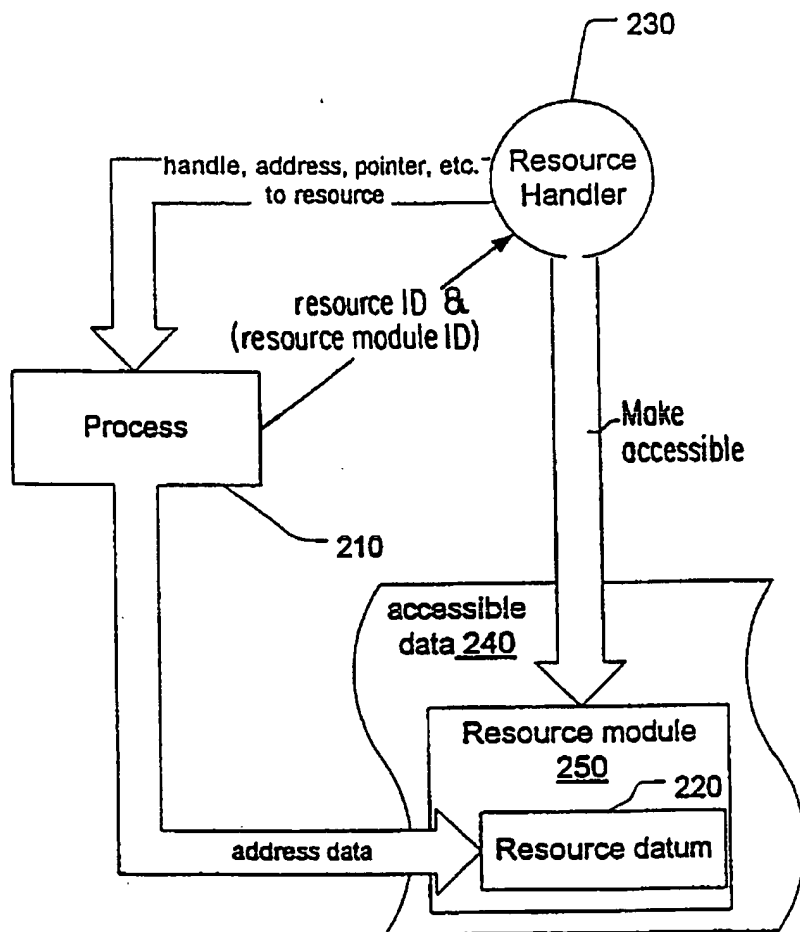 230
Resource
Handler
handle, address, pointer, etc.
to resource
resource ID &
(resource module ID)
Process
Make
accessible
210
accessible
data 240
Resource module
250
220
Resource datum
address data